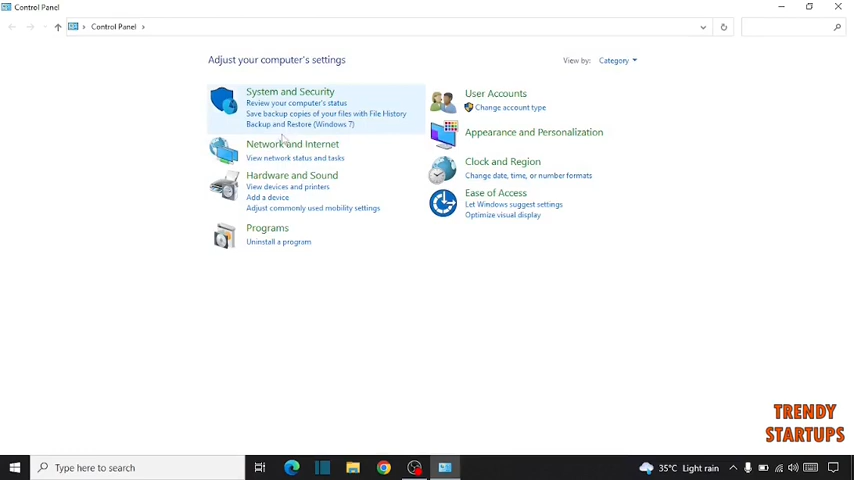 Control Panel
Control Panel
Adjust your computer's settings
View by: Category
System and Security
Review your computer's status
Save backup copies of your files with File History
Backup and Restore (Windows 7)
Network and Internet
View network status and tasks
Hardware and Sound
View devices and printers
Add a device
Adjust commonly used mobility settings
Programs
Uninstall a program
User Accounts
Change account type
Appearance and Personalization
Clock and Region
Change date, time, or number formats
Ease of Access
Let Windows suggest settings
Optimize visual display
TRENDY
STARTUPS
Type here to search
35°C Light rain